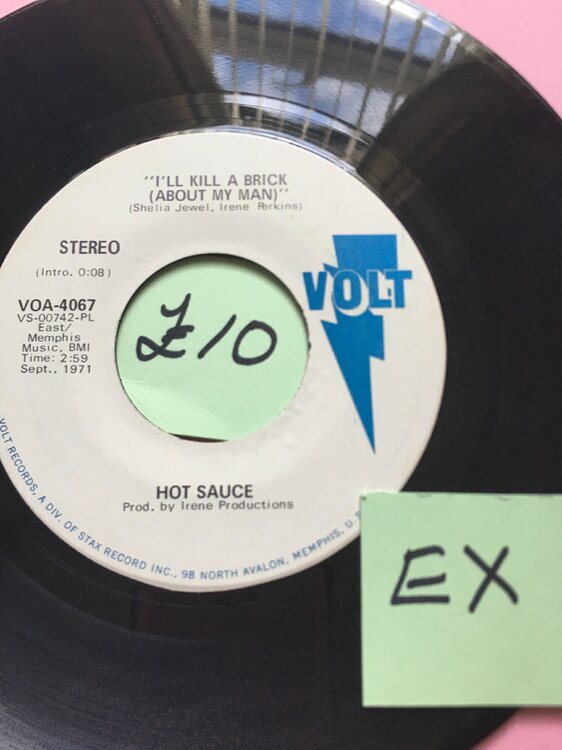 "I'LL KILL A BRICK
(ABOUT MY MAN)"
(Shelia Jewel, Irene Perkins)
STEREO
(Intro. 0:08)
VOLT
VOA-4067
VS-00742-PL
East/
Memphis
Music, BMI
Time: 2:59
Sept., 1971
£10
HOT SAUCE
Prod. by Irene Productions
VOLT RECORDS, A DIV. OF STAX RECORD INC., 98 NORTH AVALON, MEMPHIS, U.S
EX